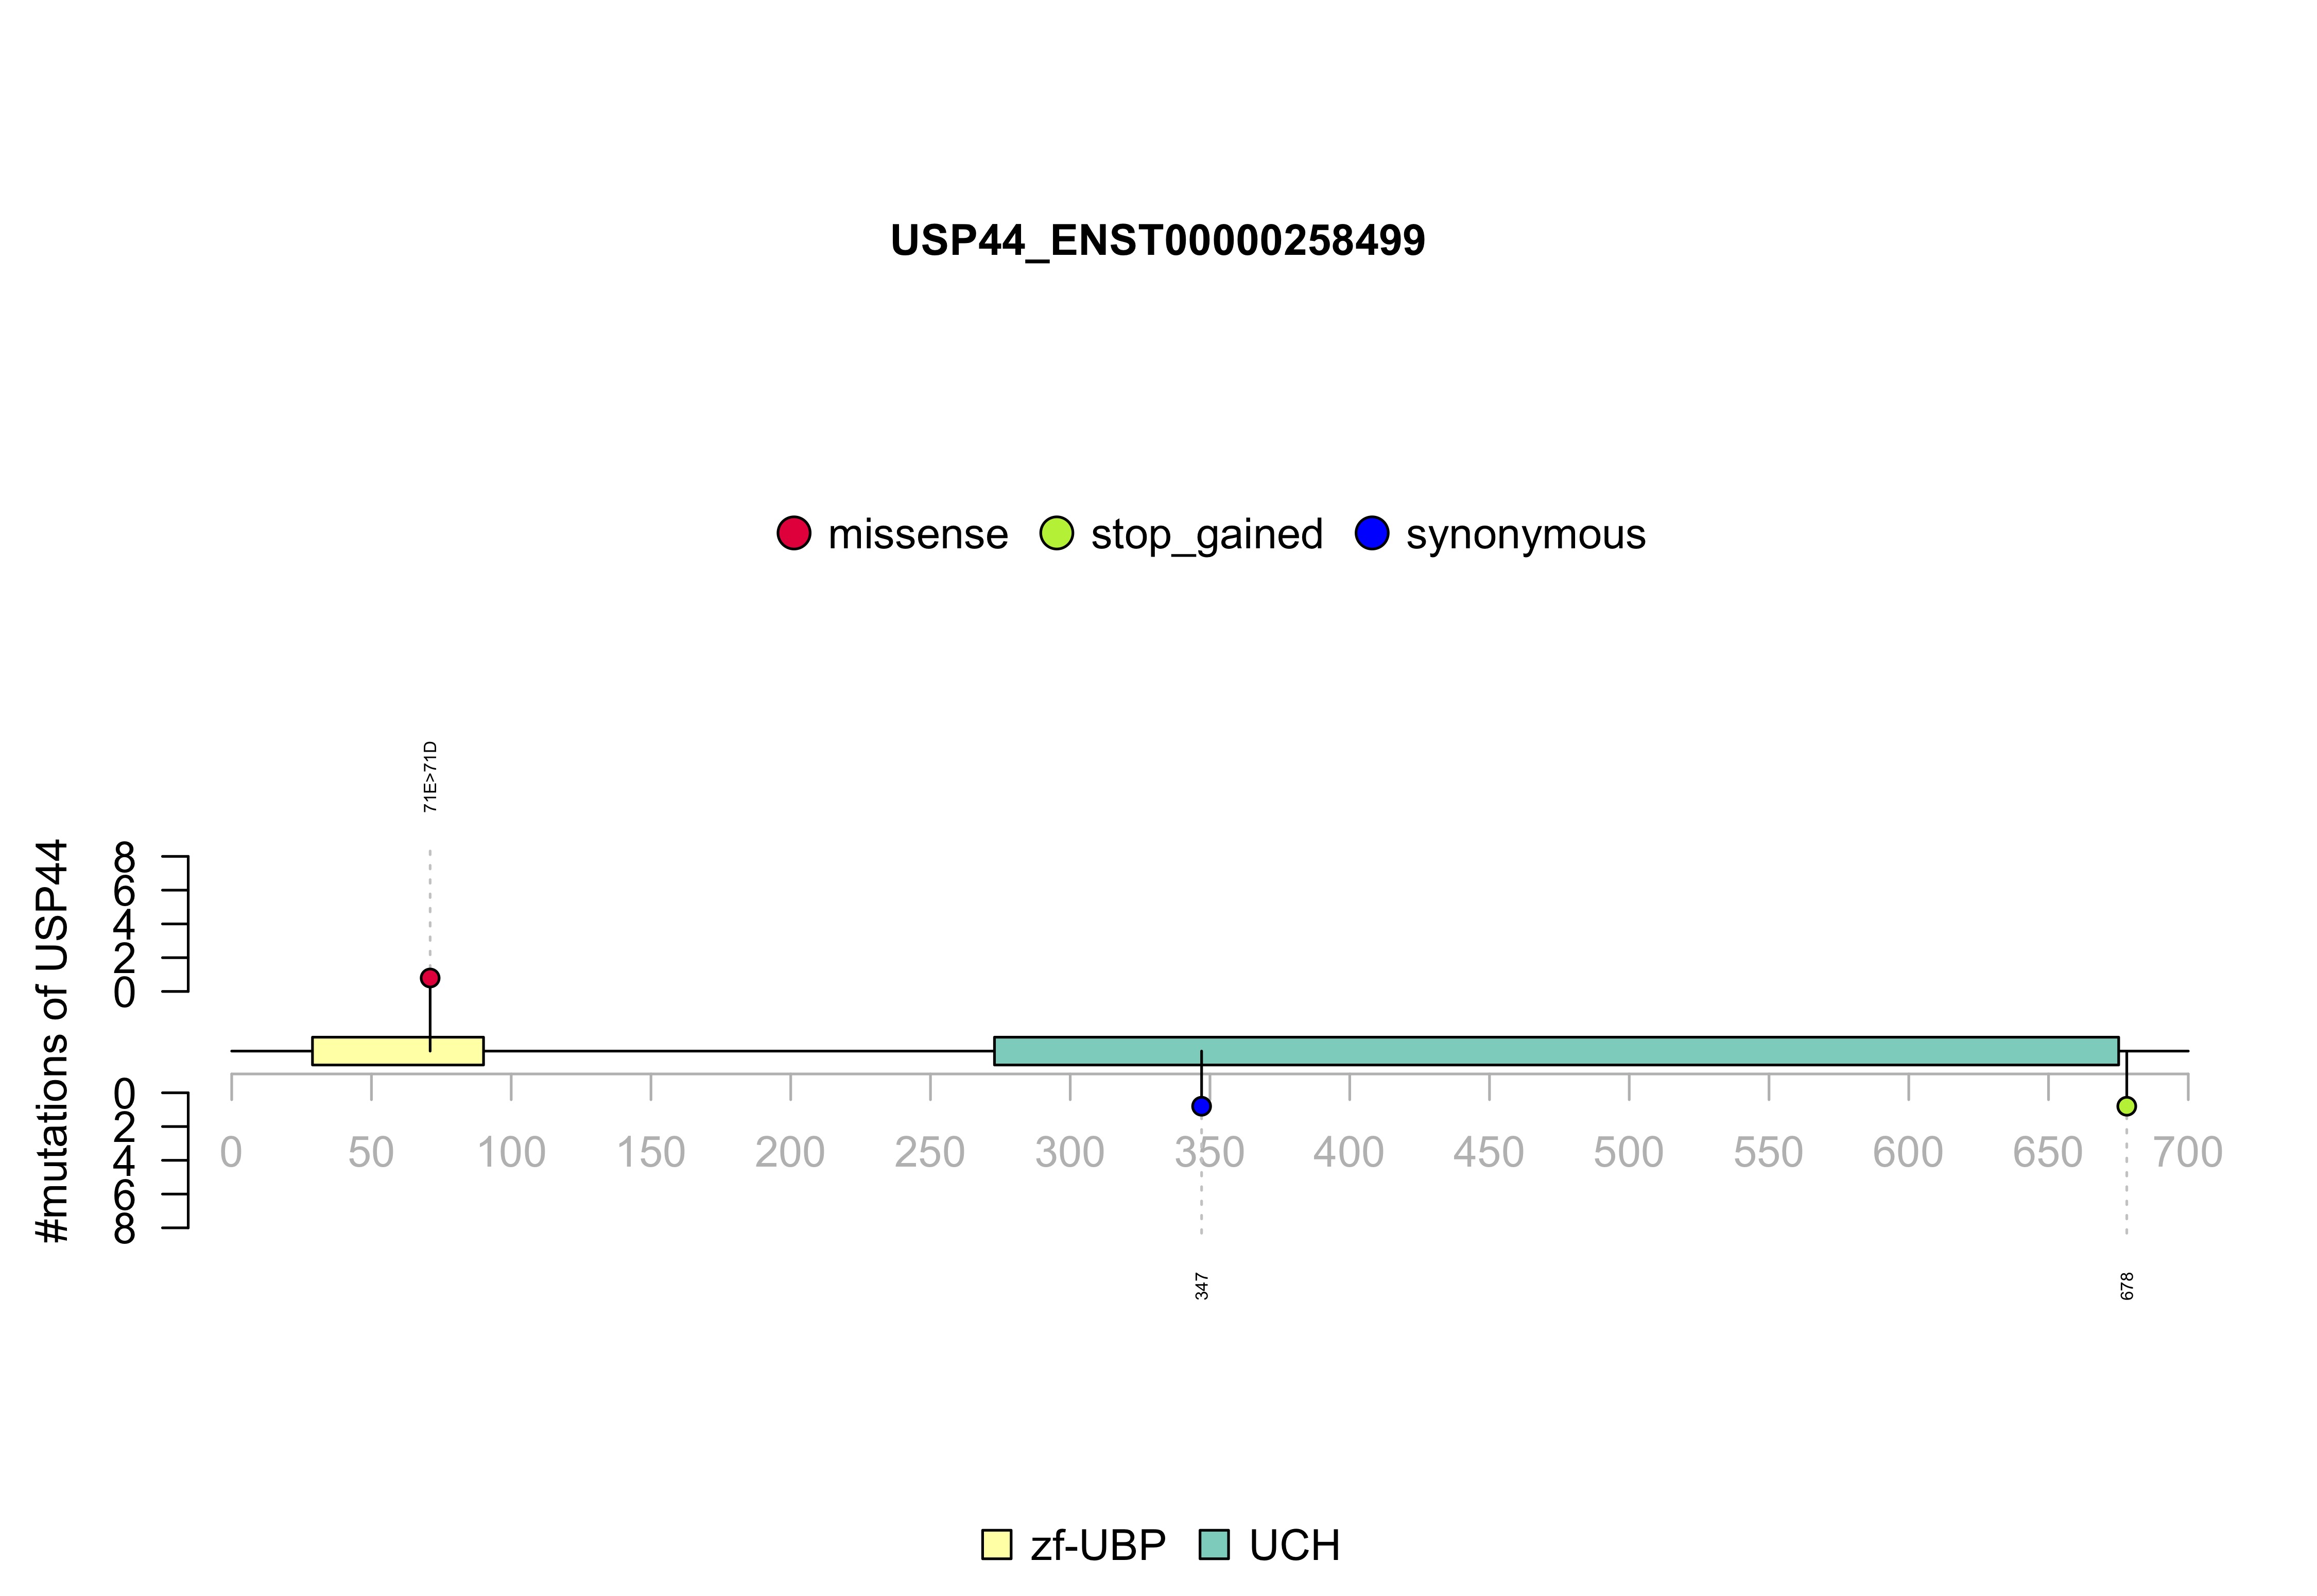 USP44_ENST00000258499
missense stop_gained synonymous
71E>71D
#mutations of USP44
8
6
4
2
0
0
2
4
6
8
0 50 100 150 200 250 300 350 400 450 500 550 600 650 700
347
678
zf-UBP UCH